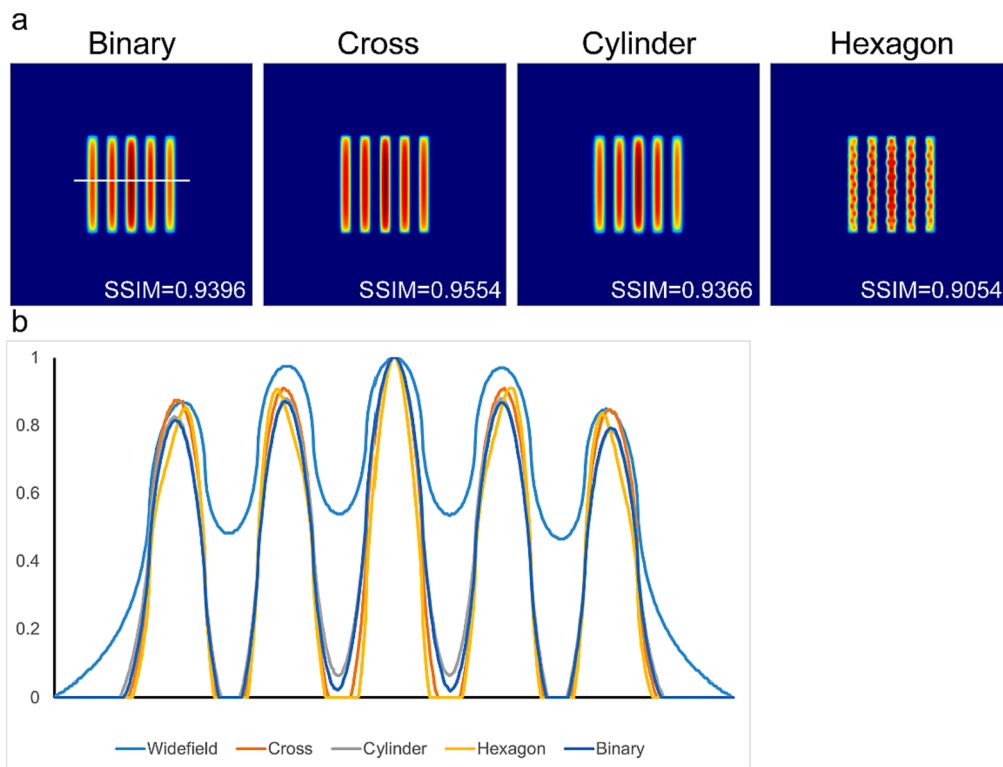 a
Binary Cross Cylinder Hexagon
SSIM=0.9396 SSIM=0.9554 SSIM=0.9366 SSIM=0.9054
b
1
0.8
0.6
0.4
0.2
0
Widefield Cross Cylinder Hexagon Binary